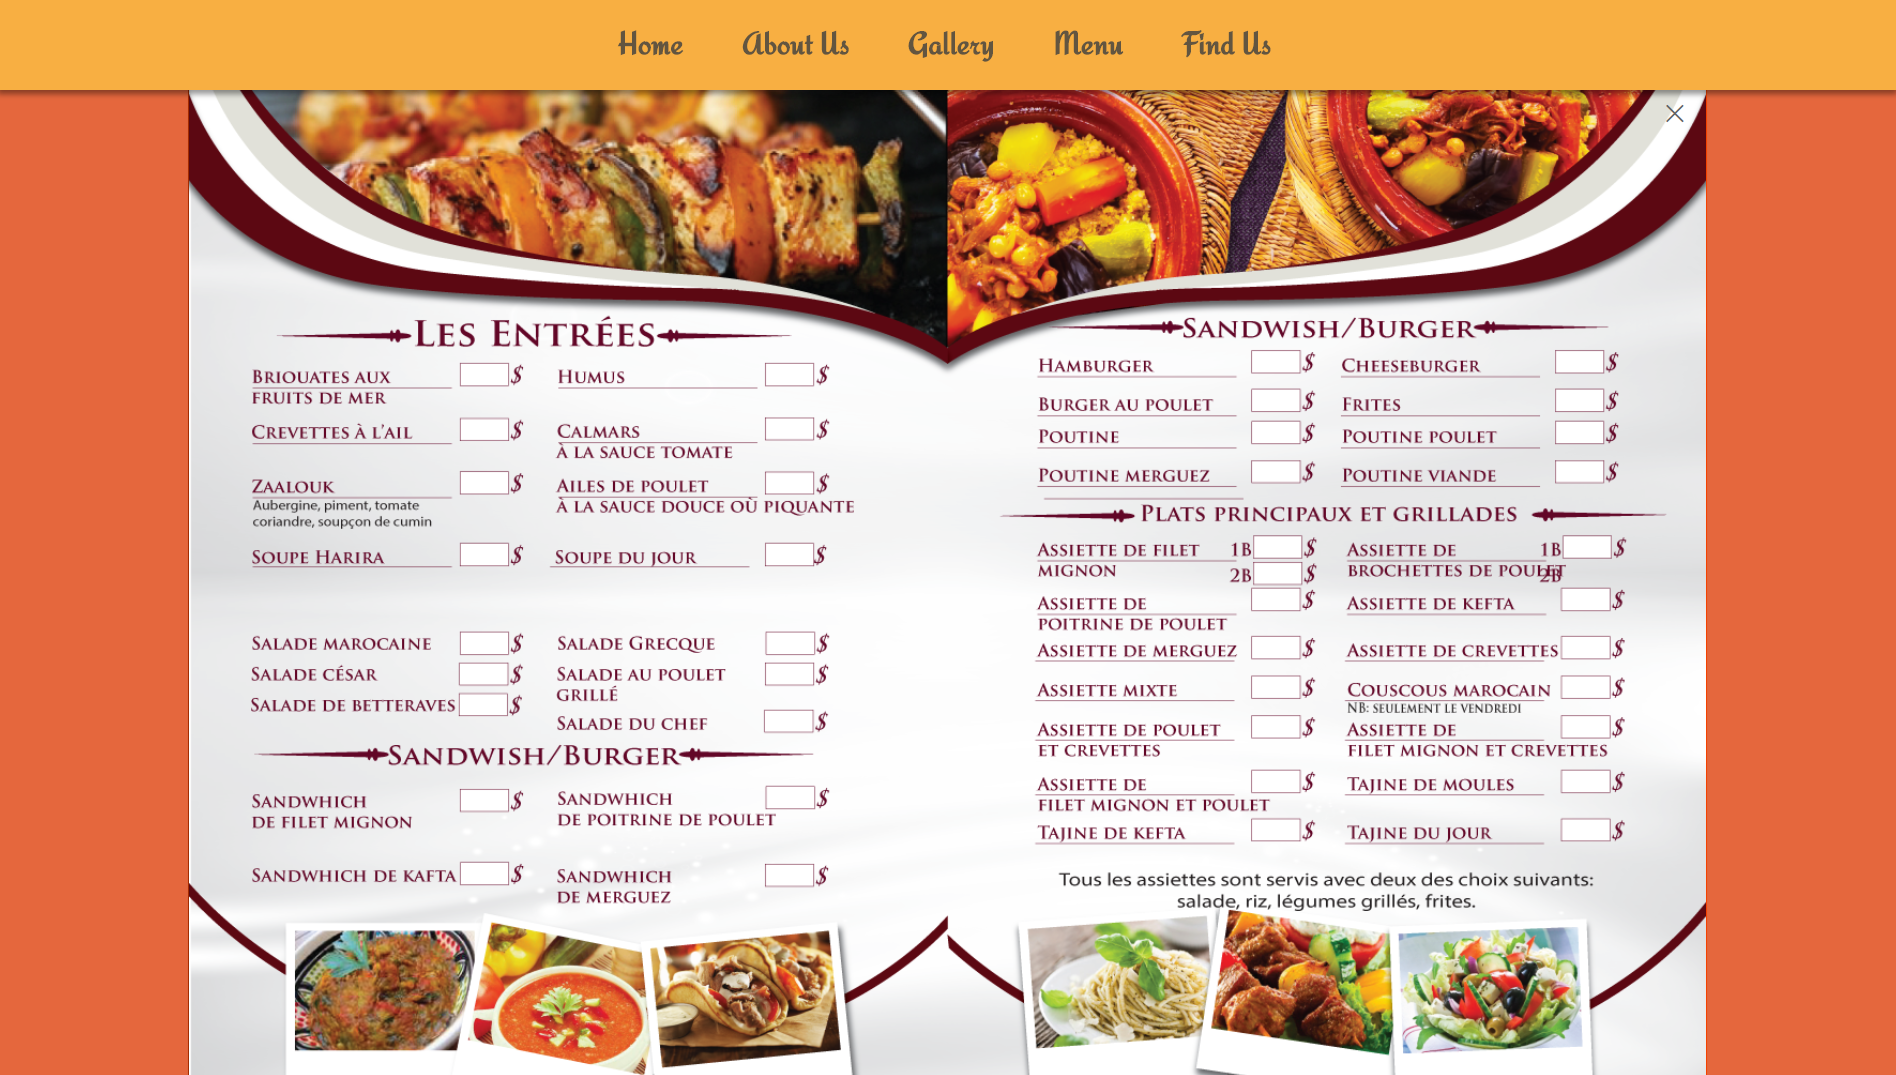 Home About Us Gallery Menu Find Us
Les Entrées
Briouates aux
fruits de mer
$
Humus
$
Crevettes à l'ail
$
Calmars
à la sauce tomate
$
Zaalouk
$
Aubergine, piment, tomate
coriandre, soupçon de cumin
Ailes de poulet
à la sauce douce où piquante
$
Soupe Harira
$
Soupe du jour
$
Salade marocaine
$
Salade Grecque
$
Salade César
$
Salade au poulet
grillé
$
Salade de betteraves
$
Salade du chef
$
Sandwish/Burger
Sandwhich
de filet mignon
$
Sandwhich
de poitrine de poulet
$
Sandwhich de kafta
$
Sandwhich
de merguez
$
Sandwish/Burger
Hamburger
$
Cheeseburger
$
Burger au poulet
$
Frites
$
Poutine
$
Poutine poulet
$
Poutine merguez
$
Poutine viande
$
Plats principaux et grillades
Assiette de filet 1B $
mignon 2B $
Assiette de 1B $
brochettes de poulet 2B
Assiette de
poitrine de poulet
$
Assiette de kefta
$
Assiette de merguez
$
Assiette de crevettes
$
Assiette mixte
$
Couscous marocain
$
NB: seulement le vendredi
Assiette de poulet
et crevettes
$
Assiette de
filet mignon et crevettes
$
Assiette de
filet mignon et poulet
$
Tajine de moules
$
Tajine de kefta
$
Tajine du jour
$
Tous les assiettes sont servis avec deux des choix suivants:
salade, riz, légumes grillés, frites.